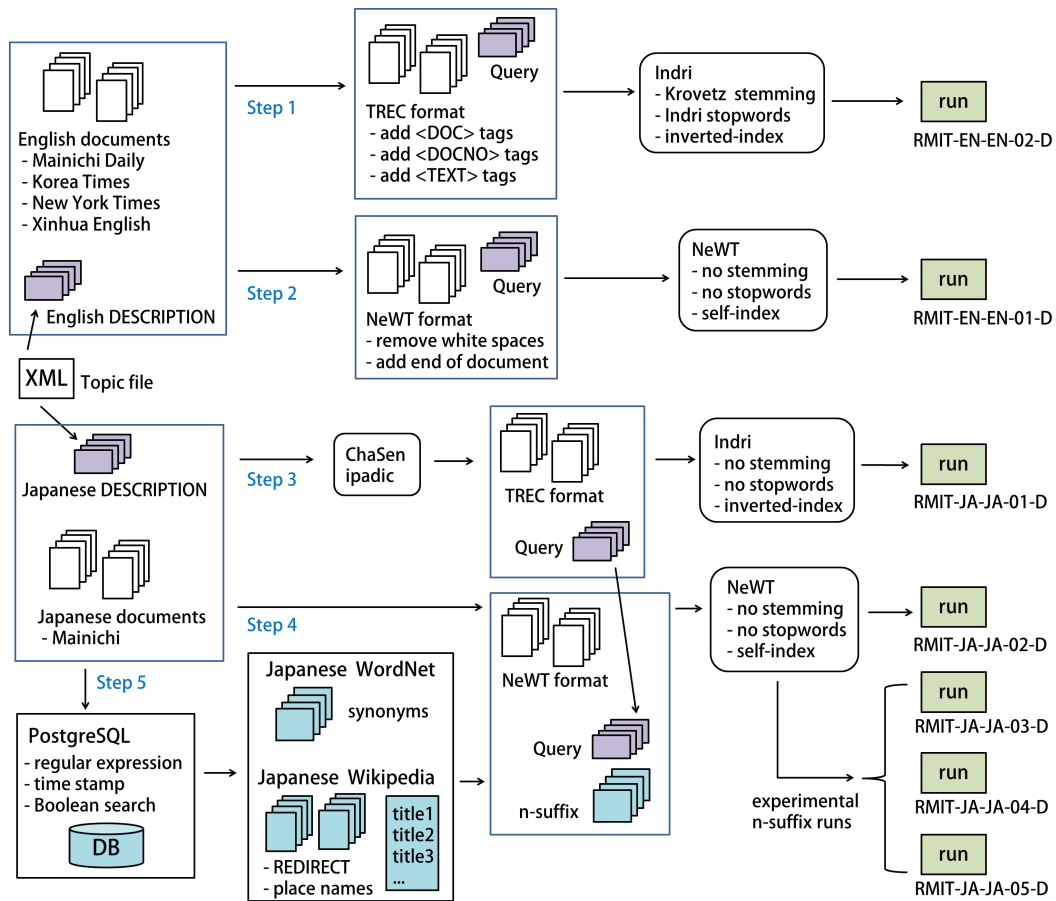 English documents
- Mainichi Daily
- Korea Times
- New York Times
- Xinhua English
English DESCRIPTION
Step 1
Query
TREC format
- add <DOC> tags
- add <DOCNO> tags
- add <TEXT> tags
Indri
- Krovetz stemming
- Indri stopwords
- inverted-index
run
RMIT-EN-EN-02-D
Step 2
Query
NeWT format
- remove white spaces
- add end of document
NeWT
- no stemming
- no stopwords
- self-index
run
RMIT-EN-EN-01-D
XML
Topic file
Japanese DESCRIPTION
Japanese documents
- Mainichi
Step 3
ChaSen
ipadic
TREC format
Query
Indri
- no stemming
- no stopwords
- inverted-index
run
RMIT-JA-JA-01-D
Step 4
NeWT format
Query
n-suffix
NeWT
- no stemming
- no stopwords
- self-index
run
RMIT-JA-JA-02-D
Step 5
PostgreSQL
- regular expression
- time stamp
- Boolean search
DB
Japanese WordNet
synonyms
Japanese Wikipedia
title1
title2
title3
...
- REDIRECT
- place names
experimental
n-suffix runs
run
RMIT-JA-JA-03-D
run
RMIT-JA-JA-04-D
run
RMIT-JA-JA-05-D